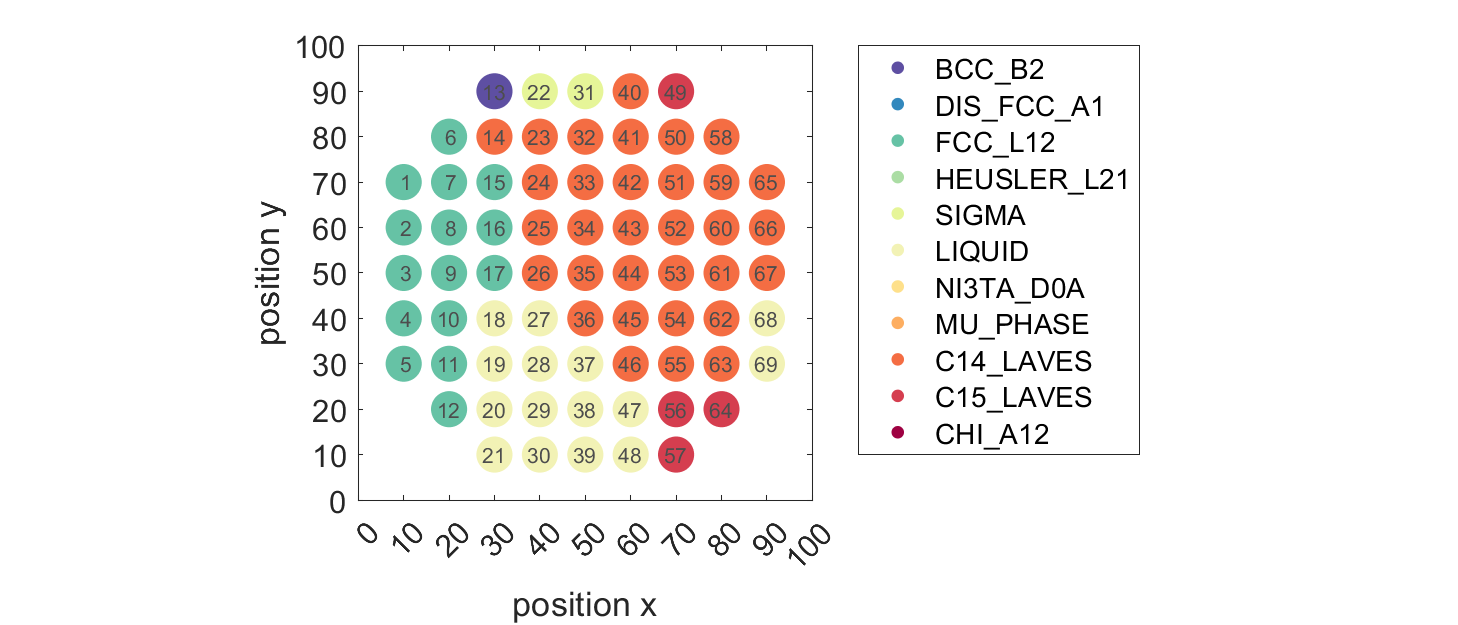 100
90 13 22 31 40 49
80 6 14 23 32 41 50 58
70 1 7 15 24 33 42 51 59 65
60 2 8 16 25 34 43 52 60 66
50 3 9 17 26 35 44 53 61 67
40 4 10 18 27 36 45 54 62 68
30 5 11 19 28 37 46 55 63 69
20 12 20 29 38 47 56 64
10 21 30 39 48 57
0
0 10 20 30 40 50 60 70 80 90 100
position x
position y
BCC_B2
DIS_FCC_A1
FCC_L12
HEUSLER_L21
SIGMA
LIQUID
NI3TA_D0A
MU_PHASE
C14_LAVES
C15_LAVES
CHI_A12